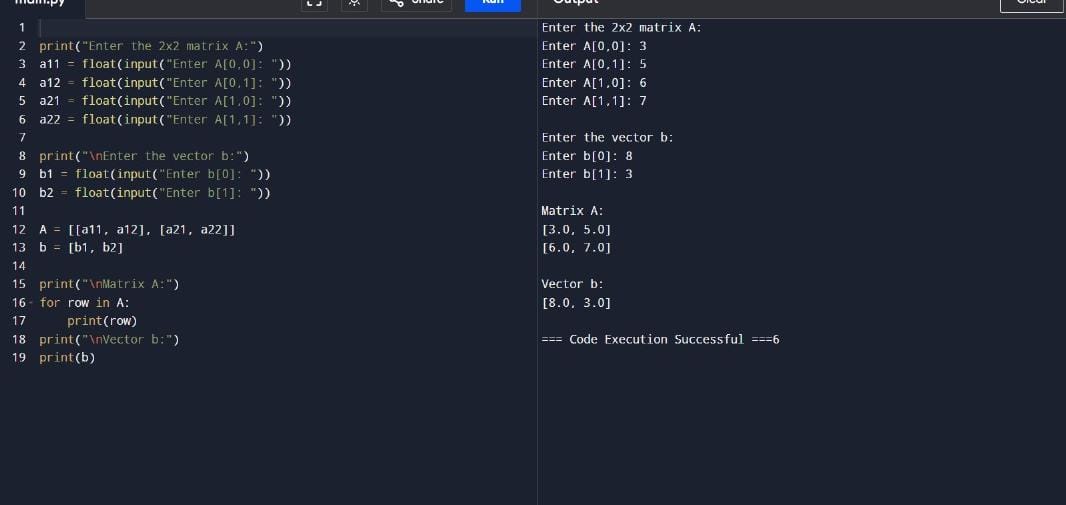 main.py
Share
Run
Output
Clear
1
2 print("Enter the 2x2 matrix A:")
3 a11 = float(input("Enter A[0,0]: "))
4 a12 = float(input("Enter A[0,1]: "))
5 a21 = float(input("Enter A[1,0]: "))
6 a22 = float(input("Enter A[1,1]: "))
7
8 print("\nEnter the vector b:")
9 b1 = float(input("Enter b[0]: "))
10 b2 = float(input("Enter b[1]: "))
11
12 A = [[a11, a12], [a21, a22]]
13 b = [b1, b2]
14
15 print("\nMatrix A:")
16 for row in A:
17     print(row)
18 print("\nVector b:")
19 print(b)
Enter the 2x2 matrix A:
Enter A[0,0]: 3
Enter A[0,1]: 5
Enter A[1,0]: 6
Enter A[1,1]: 7
Enter the vector b:
Enter b[0]: 8
Enter b[1]: 3
Matrix A:
[3.0, 5.0]
[6.0, 7.0]
Vector b:
[8.0, 3.0]
=== Code Execution Successful ===6